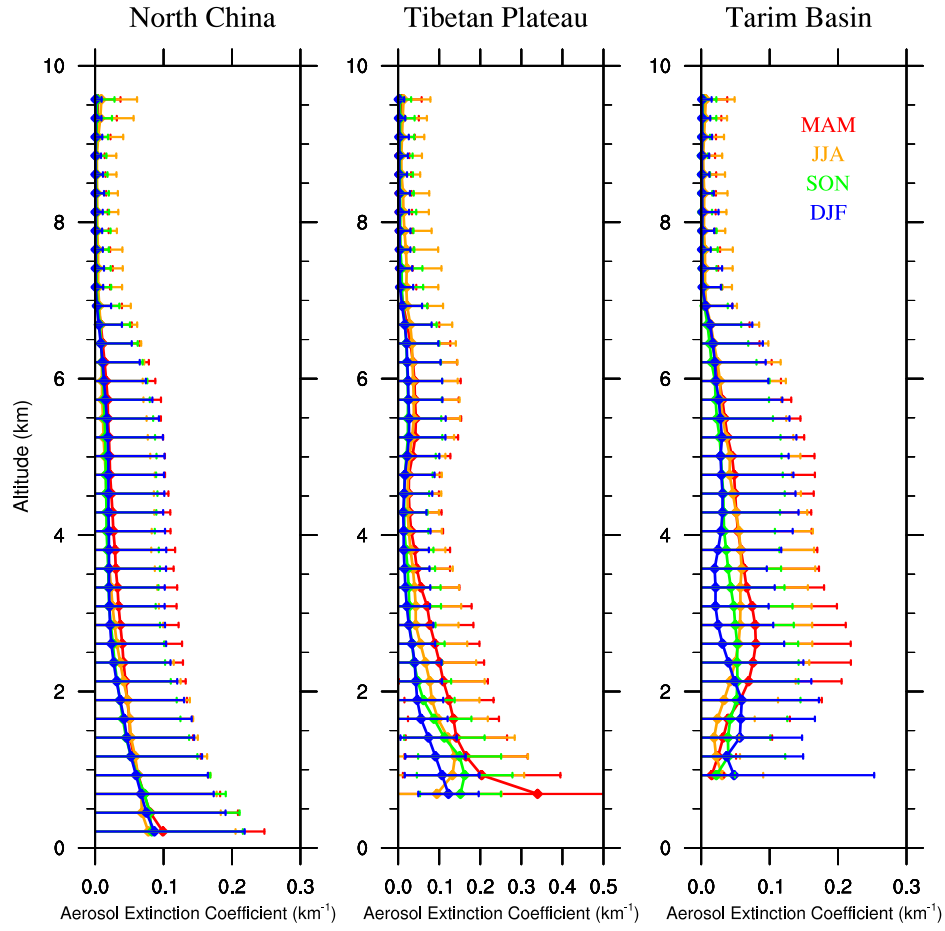 North China
Tibetan Plateau
Tarim Basin
10
8
6
4
2
0
Altitude (km)
0.0 0.1 0.2 0.3
Aerosol Extinction Coefficient (km⁻¹)
10
8
6
4
2
0
0.0 0.1 0.2 0.3 0.4 0.5
Aerosol Extinction Coefficient (km⁻¹)
10
8
6
4
2
0
MAM
JJA
SON
DJF
0.0 0.1 0.2 0.3
Aerosol Extinction Coefficient (km⁻¹)